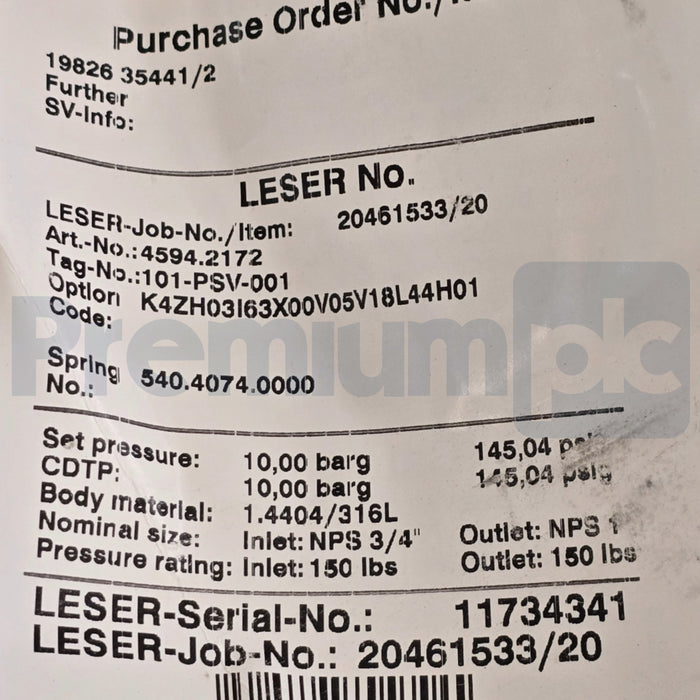 Purchase Order No./
19826 35441/2
Further
SV-Info:
LESER No.
LESER-Job-No./Item: 20461533/20
Art.-No.:4594.2172
Tag-No.:101-PSV-001
Option K4ZH03I63X00V05V18L44H01
Code:
Spring 540.4074.0000
No.:
Set pressure: 10,00 barg 145,04 psig
CDTP: 10,00 barg 145,04 psig
Body material: 1.4404/316L
Nominal size: Inlet: NPS 3/4" Outlet: NPS 1
Pressure rating: Inlet: 150 lbs Outlet: 150 lbs
LESER-Serial-No.: 11734341
LESER-Job-No.: 20461533/20
Premium plc